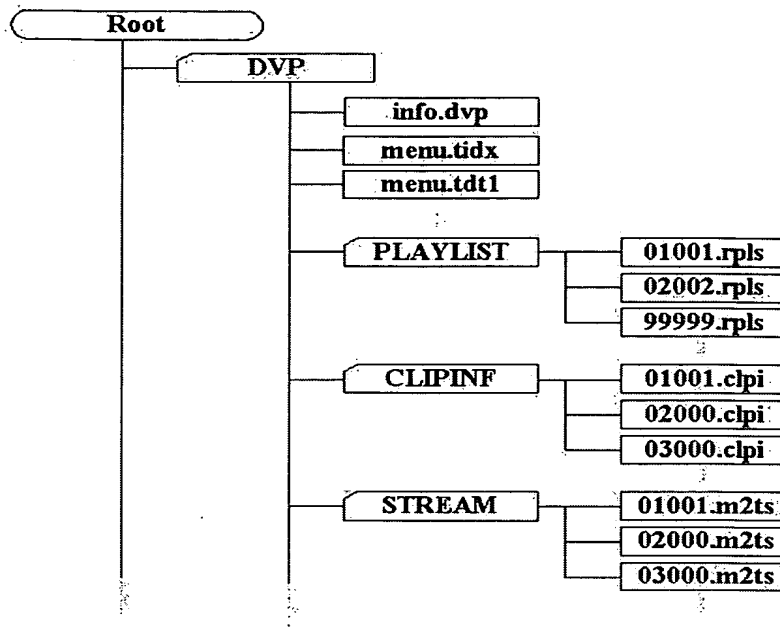 Root
DVP
info.dvp
menu.tidx
menu.tdt1
PLAYLIST
01001.rpls
02002.rpls
99999.rpls
CLIPINF
01001.clpi
02000.clpi
03000.clpi
STREAM
01001.m2ts
02000.m2ts
03000.m2ts